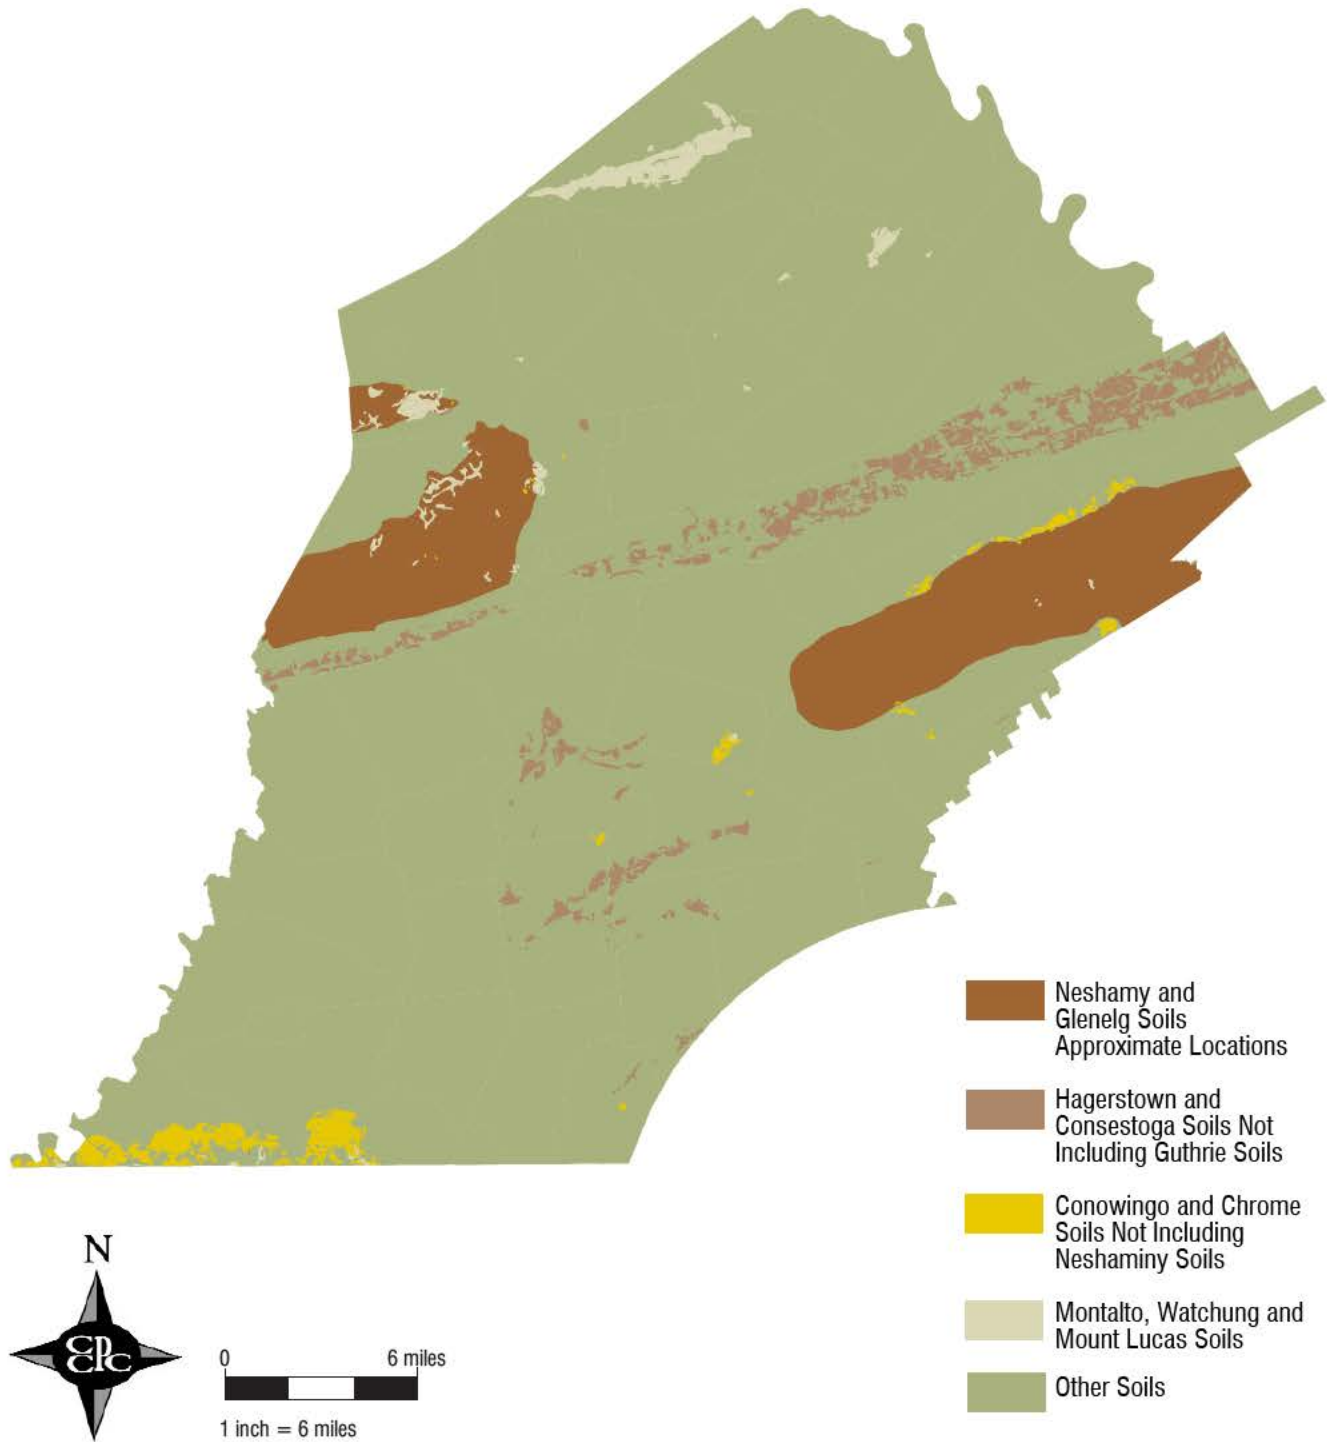 Neshamy and
Glenelg Soils
Approximate Locations
Hagerstown and
Consestoga Soils Not
Including Guthrie Soils
Conowingo and Chrome
Soils Not Including
Neshaminy Soils
Montalto, Watchung and
Mount Lucas Soils
Other Soils
N
CPCC
0 6 miles
1 inch = 6 miles